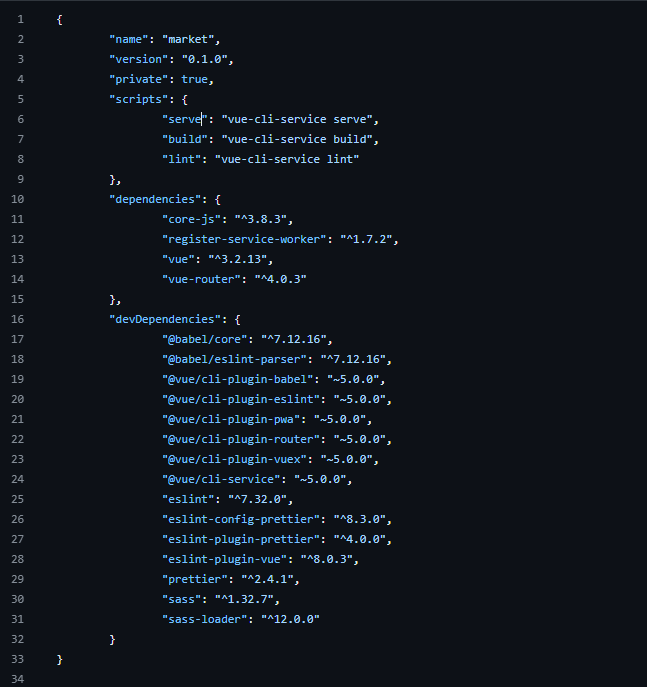 1 {
2 "name": "market",
3 "version": "0.1.0",
4 "private": true,
5 "scripts": {
6 "serve": "vue-cli-service serve",
7 "build": "vue-cli-service build",
8 "lint": "vue-cli-service lint"
9 },
10 "dependencies": {
11 "core-js": "^3.8.3",
12 "register-service-worker": "^1.7.2",
13 "vue": "^3.2.13",
14 "vue-router": "^4.0.3"
15 },
16 "devDependencies": {
17 "@babel/core": "^7.12.16",
18 "@babel/eslint-parser": "^7.12.16",
19 "@vue/cli-plugin-babel": "~5.0.0",
20 "@vue/cli-plugin-eslint": "~5.0.0",
21 "@vue/cli-plugin-pwa": "~5.0.0",
22 "@vue/cli-plugin-router": "~5.0.0",
23 "@vue/cli-plugin-vuex": "~5.0.0",
24 "@vue/cli-service": "~5.0.0",
25 "eslint": "^7.32.0",
26 "eslint-config-prettier": "^8.3.0",
27 "eslint-plugin-prettier": "^4.0.0",
28 "eslint-plugin-vue": "^8.0.3",
29 "prettier": "^2.4.1",
30 "sass": "^1.32.7",
31 "sass-loader": "^12.0.0"
32 }
33 }
34